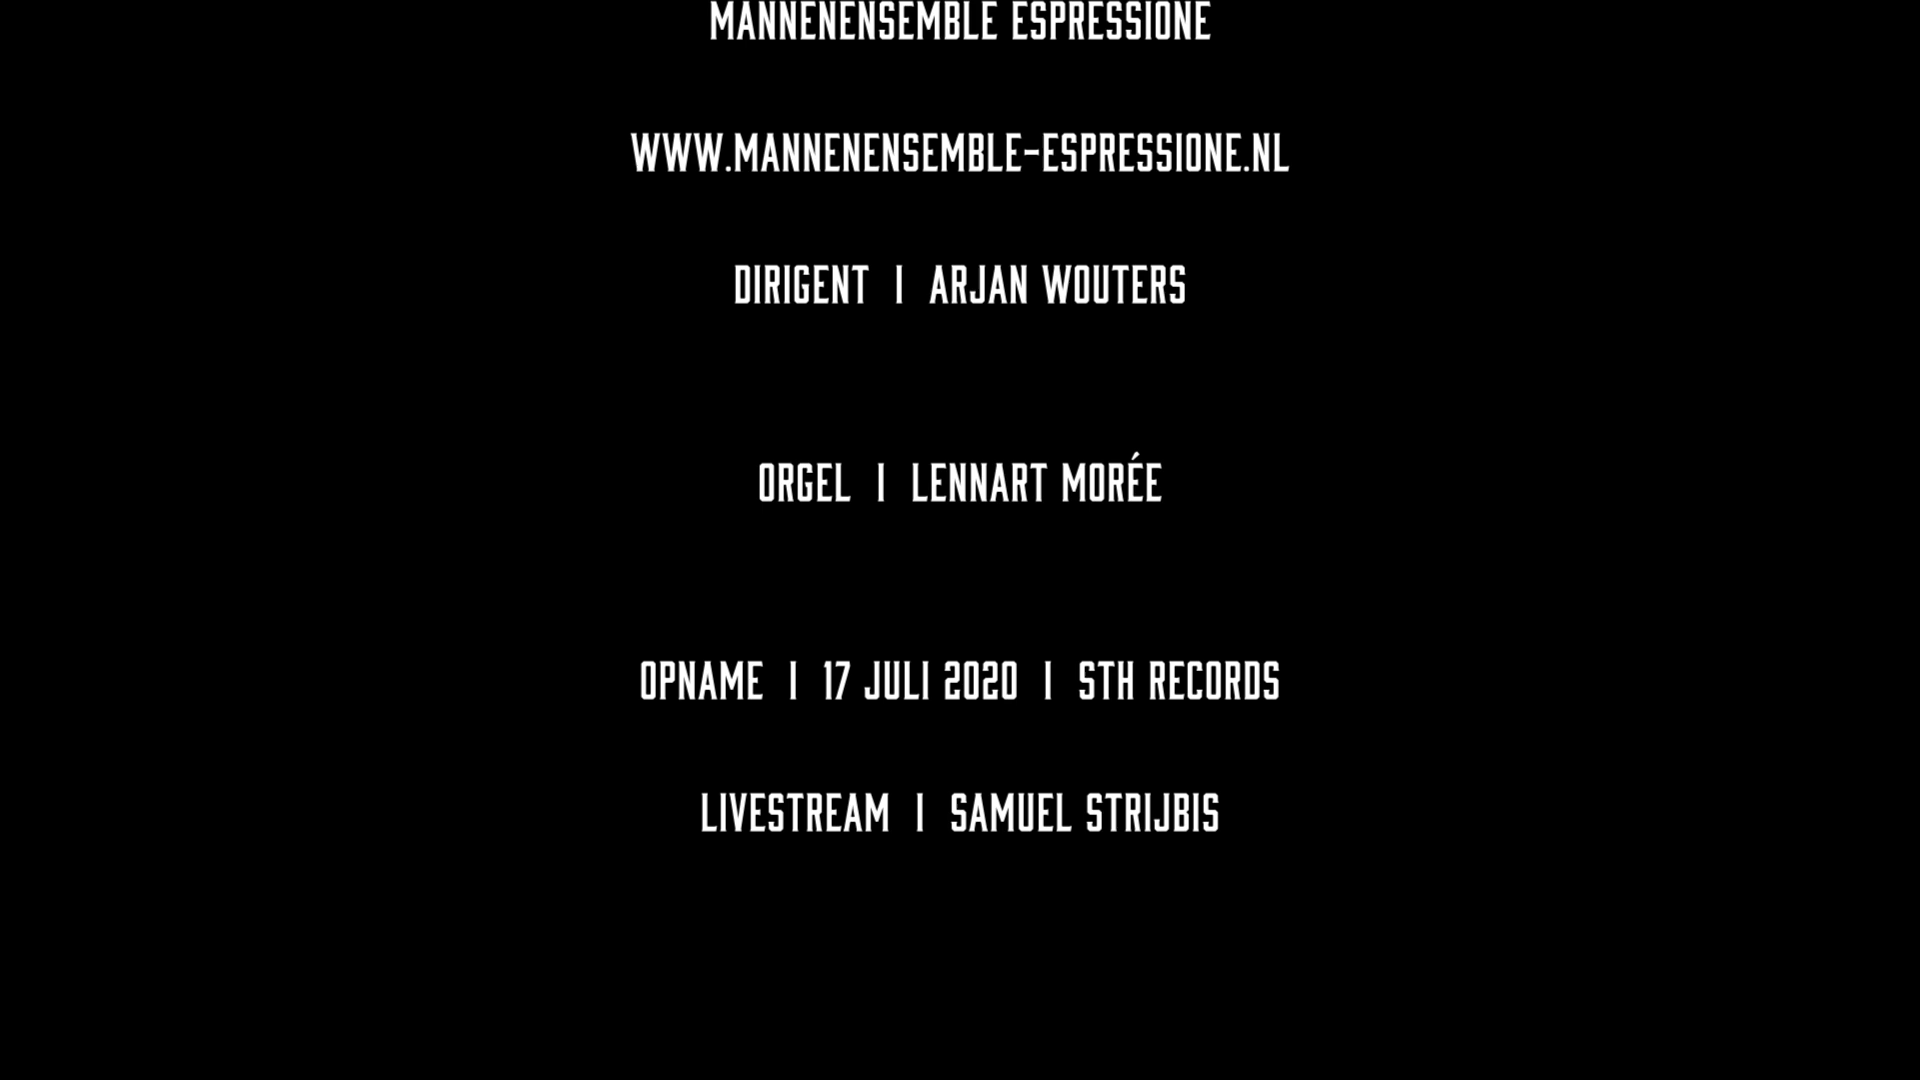 MANNENENSEMBLE ESPRESSIONE
WWW.MANNENENSEMBLE-ESPRESSIONE.NL
DIRIGENT | ARJAN WOUTERS
ORGEL | LENNART MORÉE
OPNAME | 17 JULI 2020 | STH RECORDS
LIVESTREAM | SAMUEL STRIJBIS